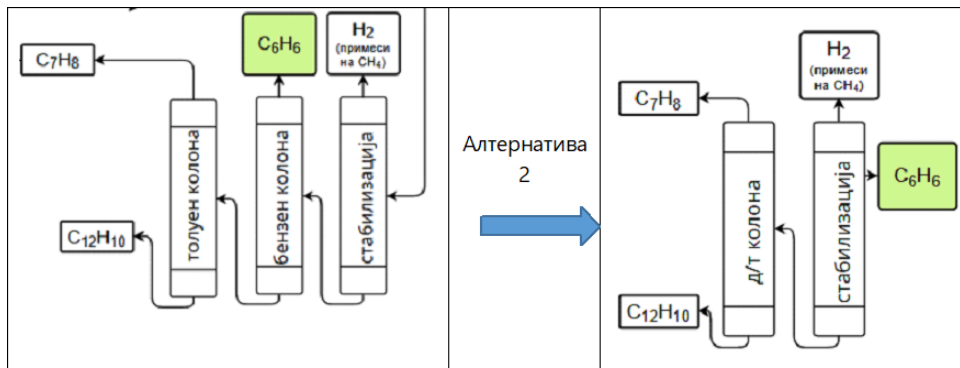 C₇H₈
C₆H₆
H₂
(примеси
на CH₄)
толуен колона
бензен колона
стабилизација
C₁₂H₁₀
Алтернатива
2
C₇H₈
H₂
(примеси
на CH₄)
C₆H₆
д/т колона
стабилизација
C₁₂H₁₀